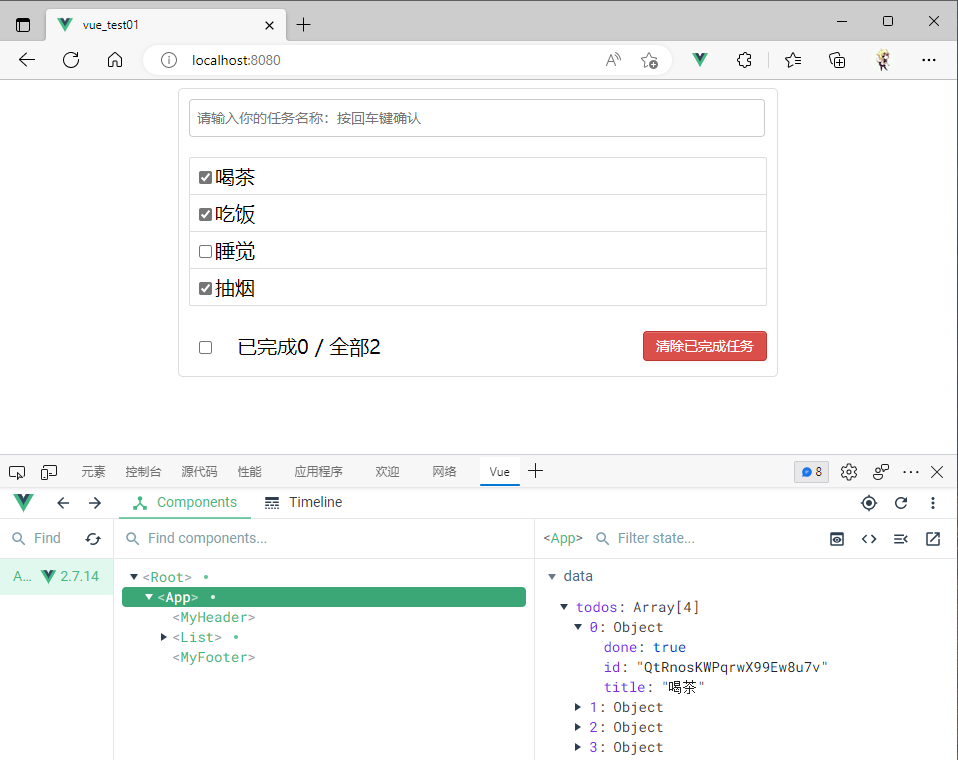 vue_test01
localhost:8080
请输入你的任务名称：按回车键确认
喝茶
吃饭
睡觉
抽烟
已完成0 / 全部2 清除已完成任务
元素 控制台 源代码 性能 应用程序 欢迎 网络 Vue 8
Components Timeline
Find Find components... <App> Filter state...
A... 2.7.14
<Root>
<App>
<MyHeader>
<List>
<MyFooter>
data
todos: Array[4]
0: Object
done: true
id: "QtRnosKWPqrwX99Ew8u7v"
title: "喝茶"
1: Object
2: Object
3: Object